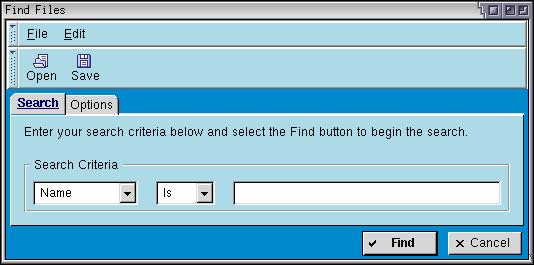 Find Files
File Edit
Open Save
Search Options
Enter your search criteria below and select the Find button to begin the search.
Search Criteria
Name Is
Find Cancel